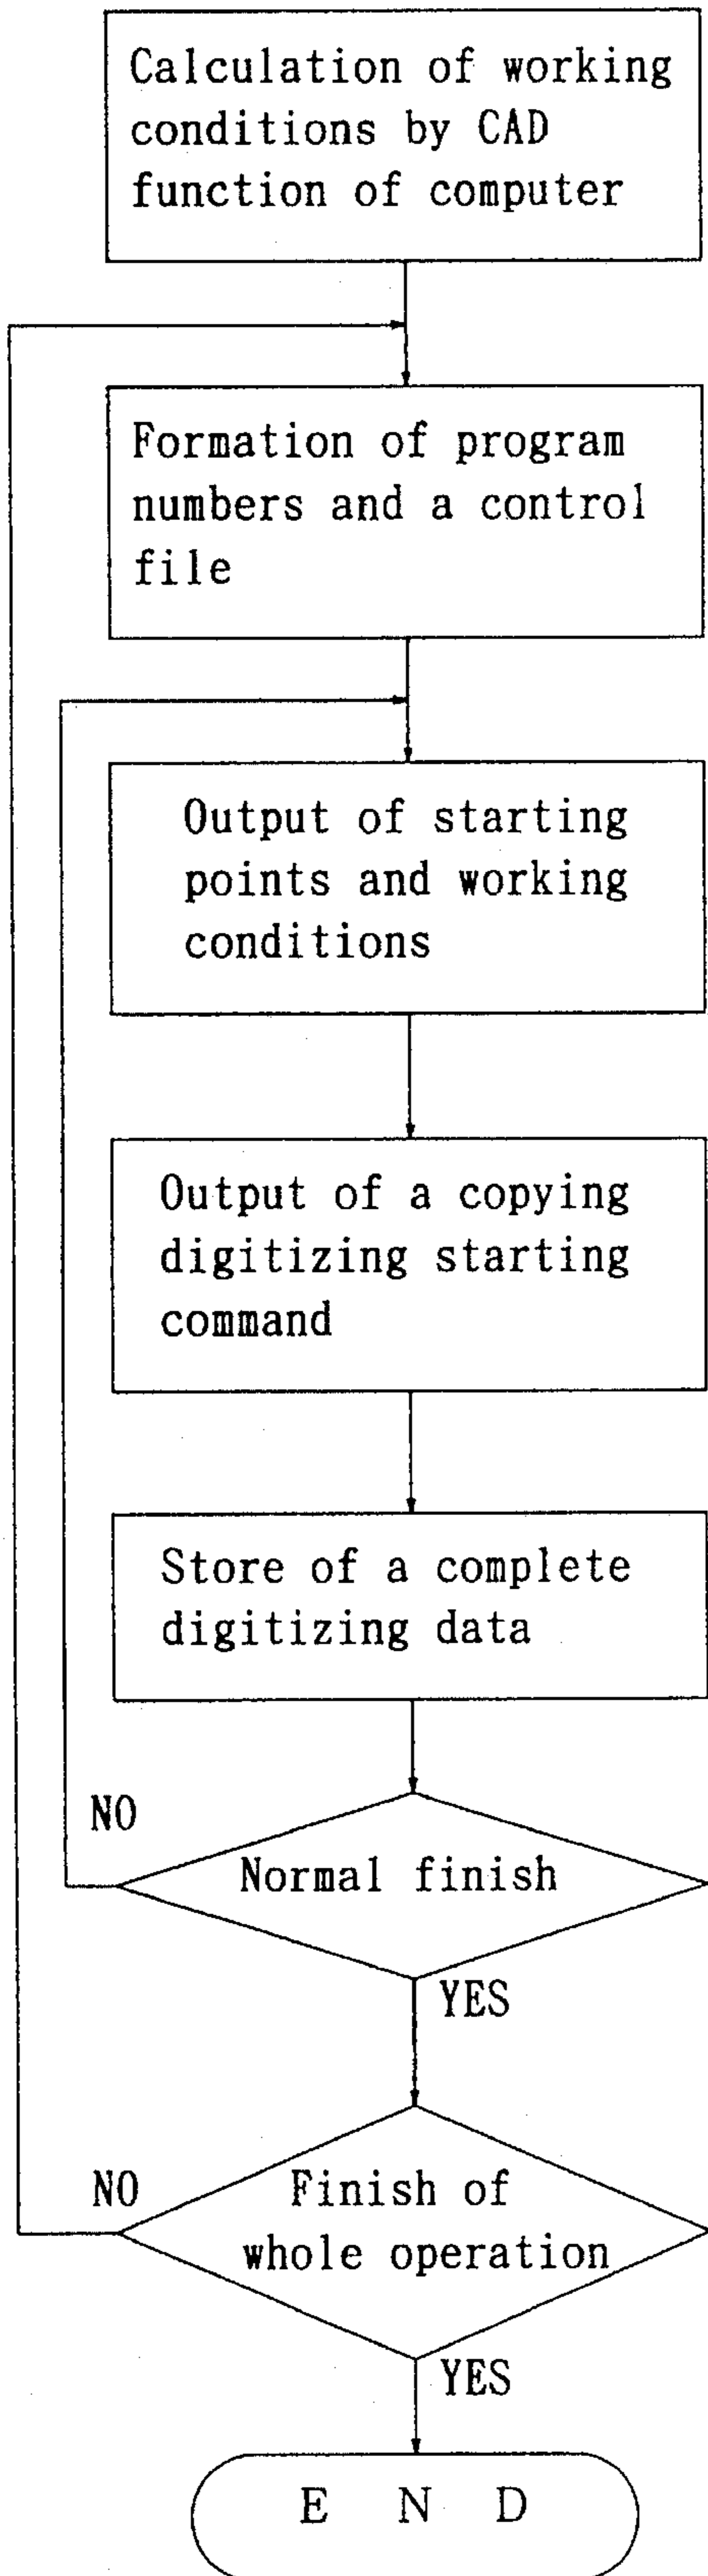 Calculation of working
conditions by CAD
function of computer
Formation of program
numbers and a control
file
Output of starting
points and working
conditions
Output of a copying
digitizing starting
command
Store of a complete
digitizing data
NO
Normal finish
YES
NO
Finish of
whole operation
YES
E N D